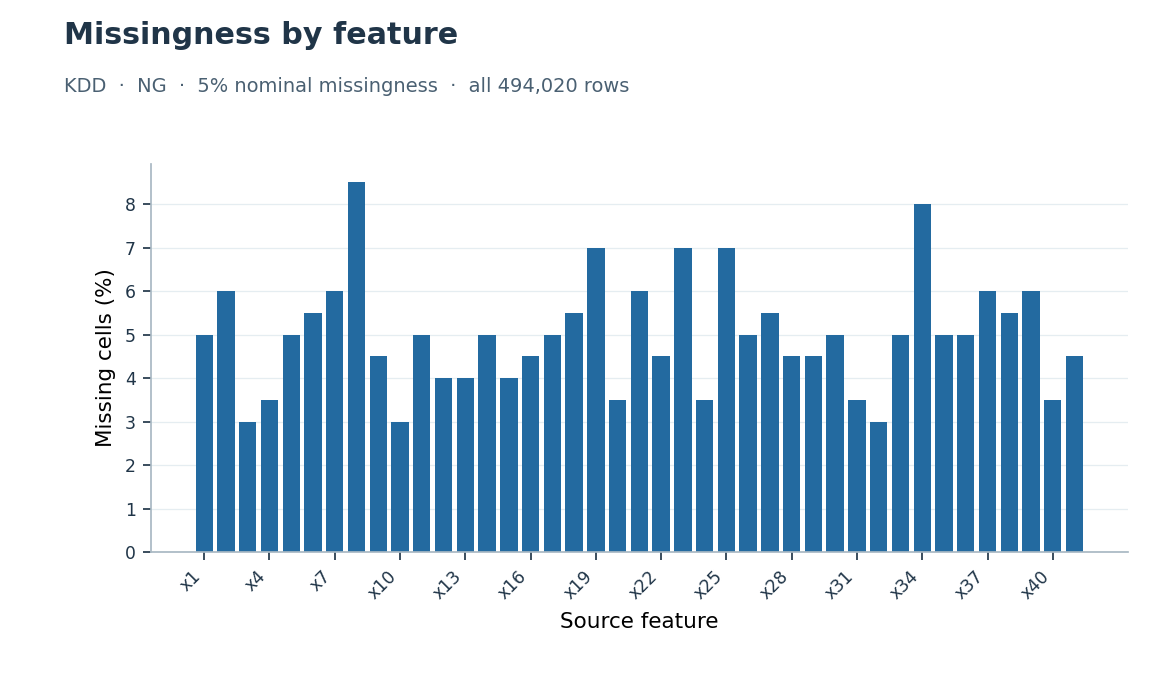 Missingness by feature
KDD · NG · 5% nominal missingness · all 494,020 rows
Missing cells (%)
8
7
6
5
4
3
2
1
0
x1 x4 x7 x10 x13 x16 x19 x22 x25 x28 x31 x34 x37 x40
Source feature